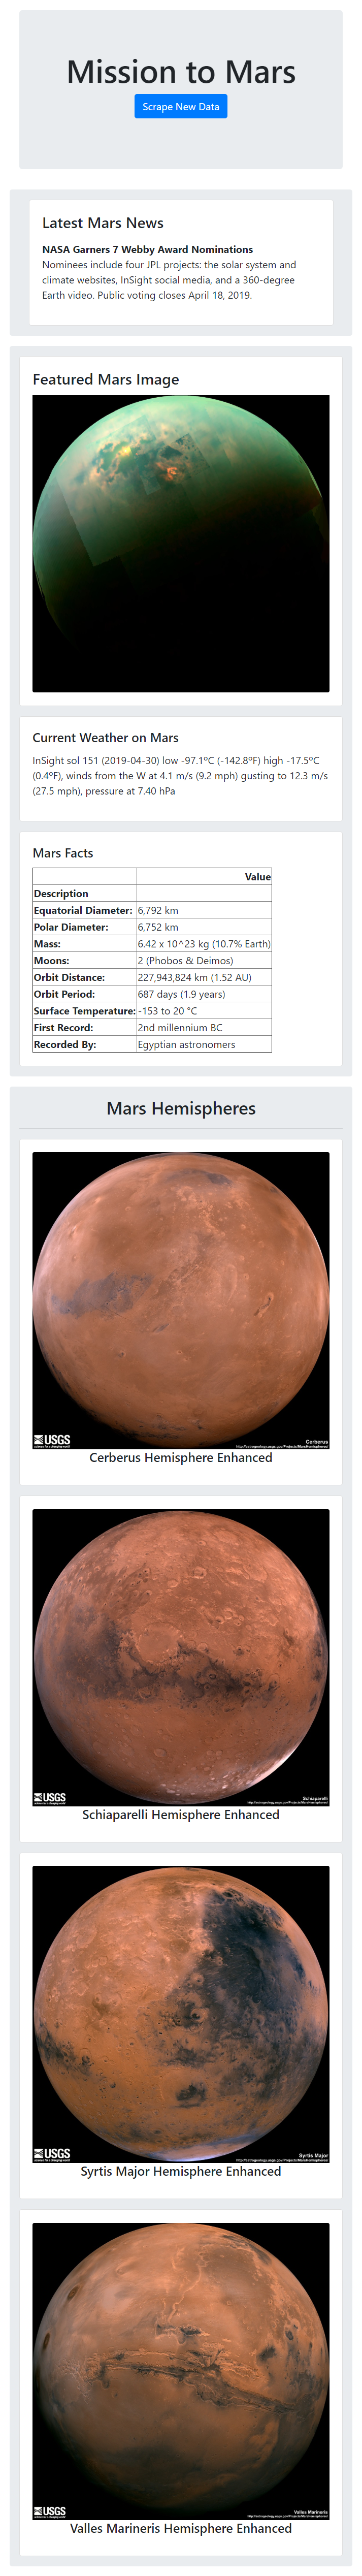 Mission to Mars
Scrape New Data
Latest Mars News
NASA Garners 7 Webby Award Nominations
Nominees include four JPL projects: the solar system and
climate websites, InSight social media, and a 360-degree
Earth video. Public voting closes April 18, 2019.
Featured Mars Image
Current Weather on Mars
InSight sol 151 (2019-04-30) low -97.1ºC (-142.8ºF) high -17.5ºC
(0.4ºF), winds from the W at 4.1 m/s (9.2 mph) gusting to 12.3 m/s
(27.5 mph), pressure at 7.40 hPa
Mars Facts
Value
Description
Equatorial Diameter: 6,792 km
Polar Diameter: 6,752 km
Mass: 6.42 x 10^23 kg (10.7% Earth)
Moons: 2 (Phobos & Deimos)
Orbit Distance: 227,943,824 km (1.52 AU)
Orbit Period: 687 days (1.9 years)
Surface Temperature: -153 to 20 °C
First Record: 2nd millennium BC
Recorded By: Egyptian astronomers
Mars Hemispheres
USGS
Cerberus
Cerberus Hemisphere Enhanced
USGS
Schiaparelli
Schiaparelli Hemisphere Enhanced
USGS
Syrtis Major
Syrtis Major Hemisphere Enhanced
USGS
Valles Marineris
Valles Marineris Hemisphere Enhanced